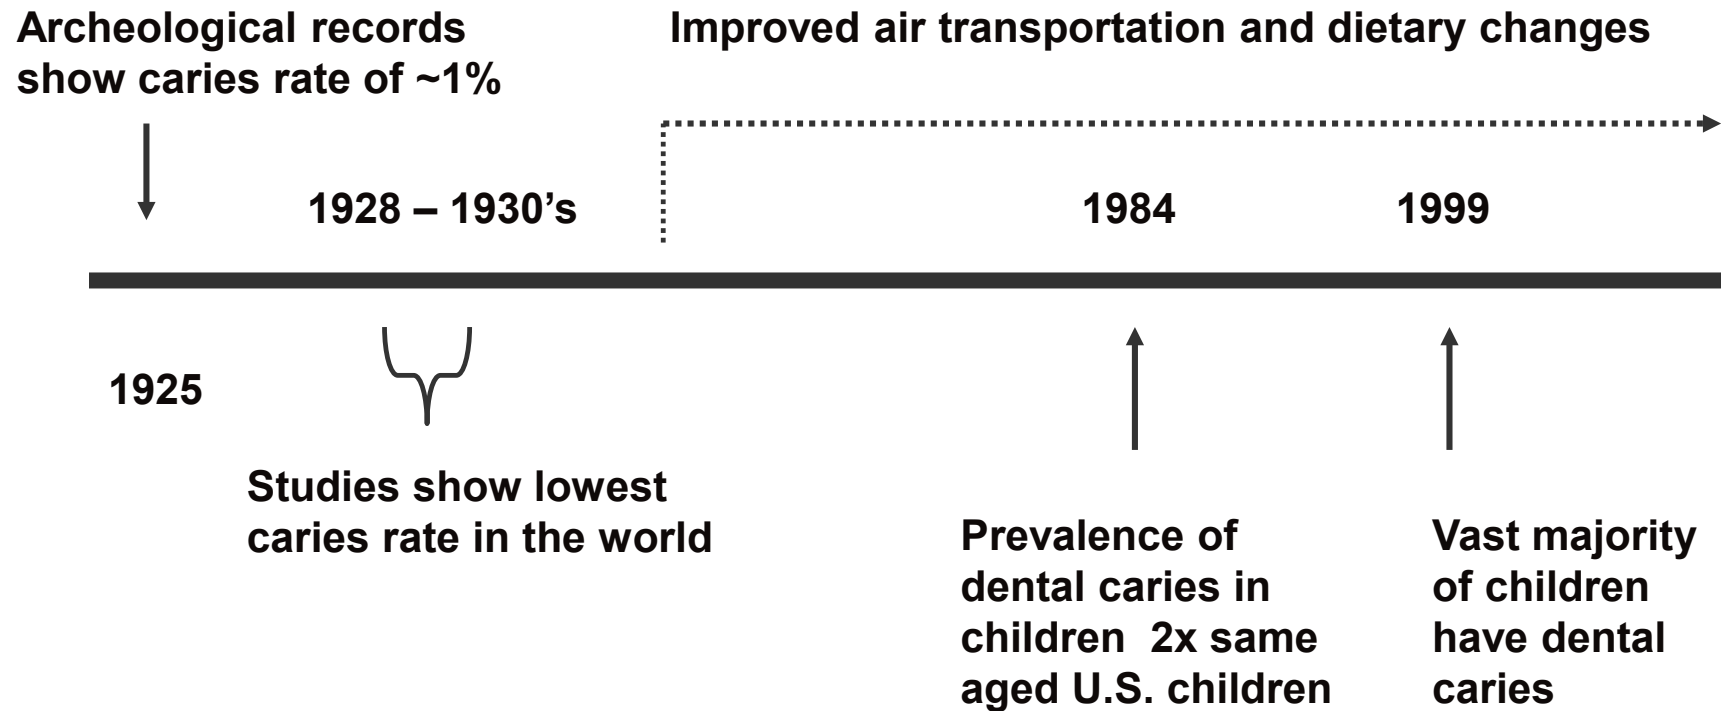 Archeological records
show caries rate of ~1%
Improved air transportation and dietary changes
1928 – 1930’s
1984
1999
1925
Studies show lowest
caries rate in the world
Prevalence of
dental caries in
children  2x same
aged U.S. children
Vast majority
of children
have dental
caries